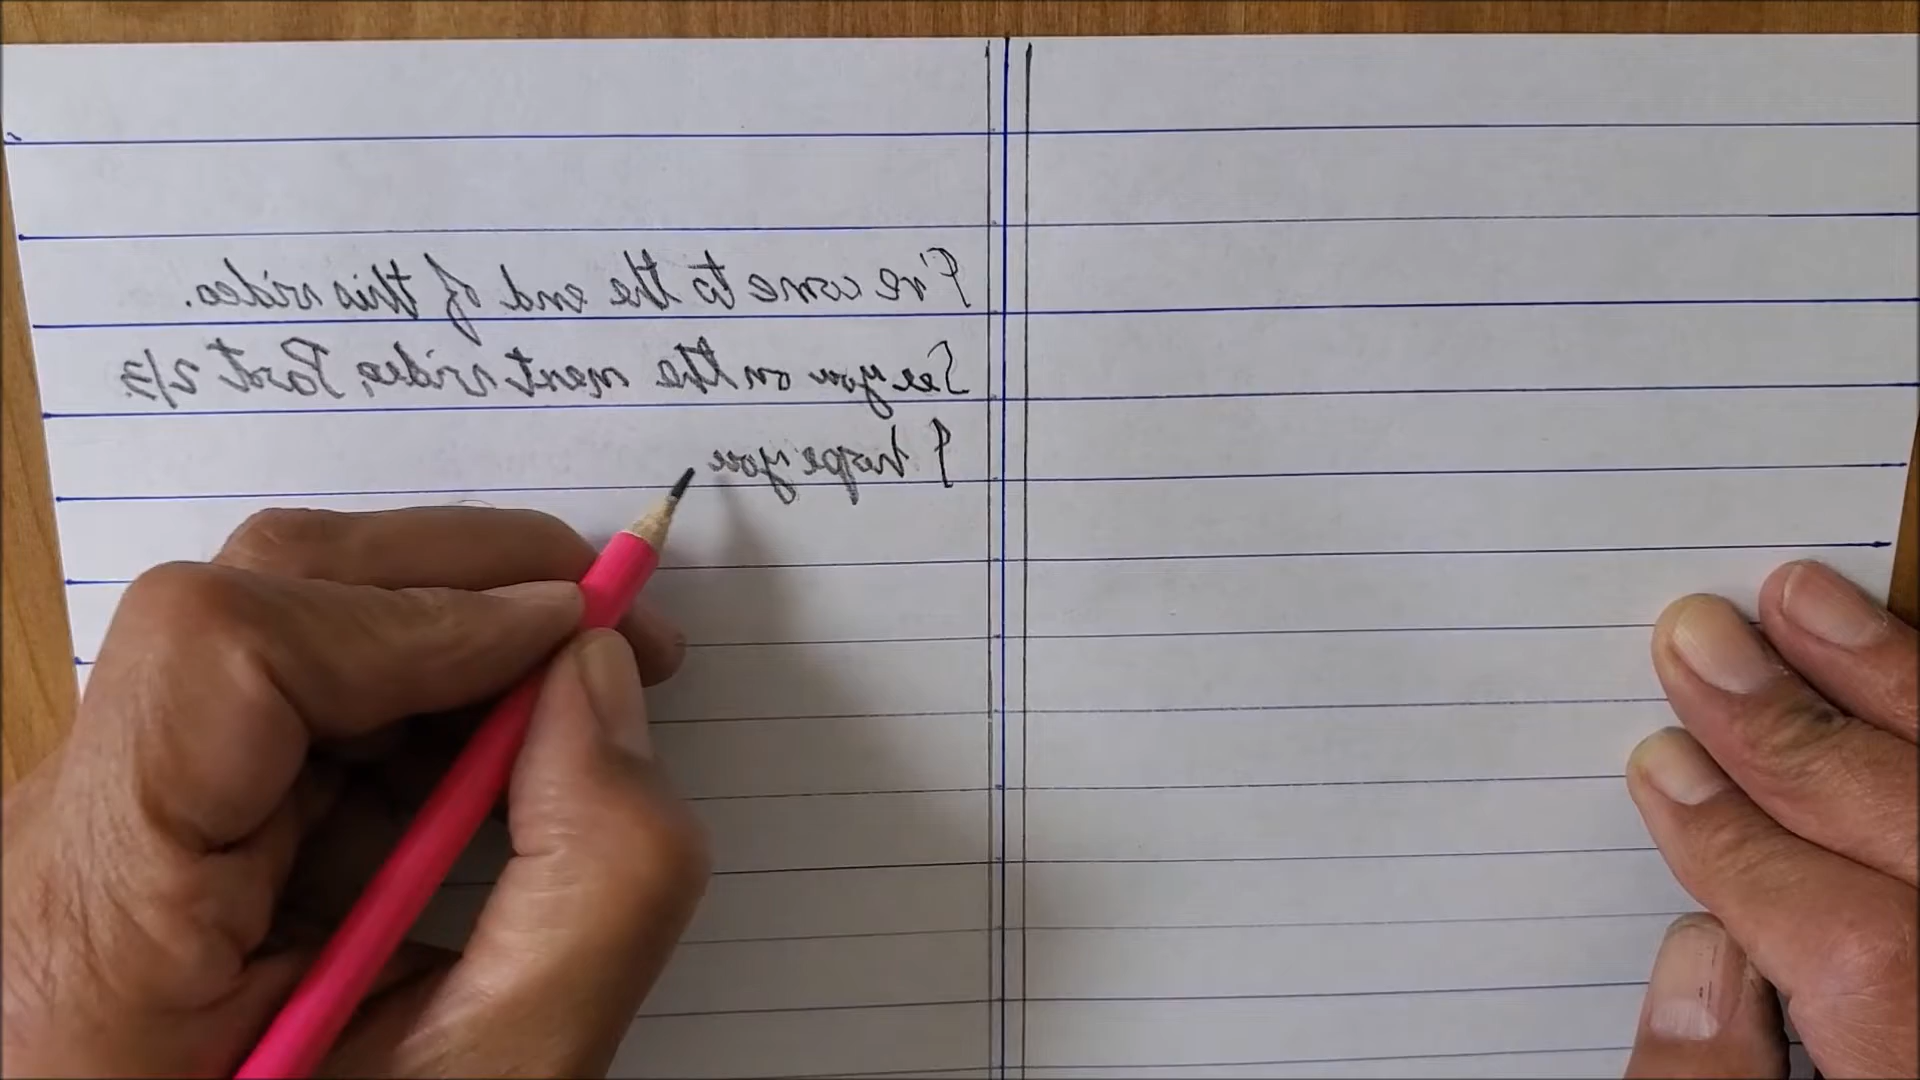 I've come to the end of this video.
See you on the next video, Part 2/3.
I hope you